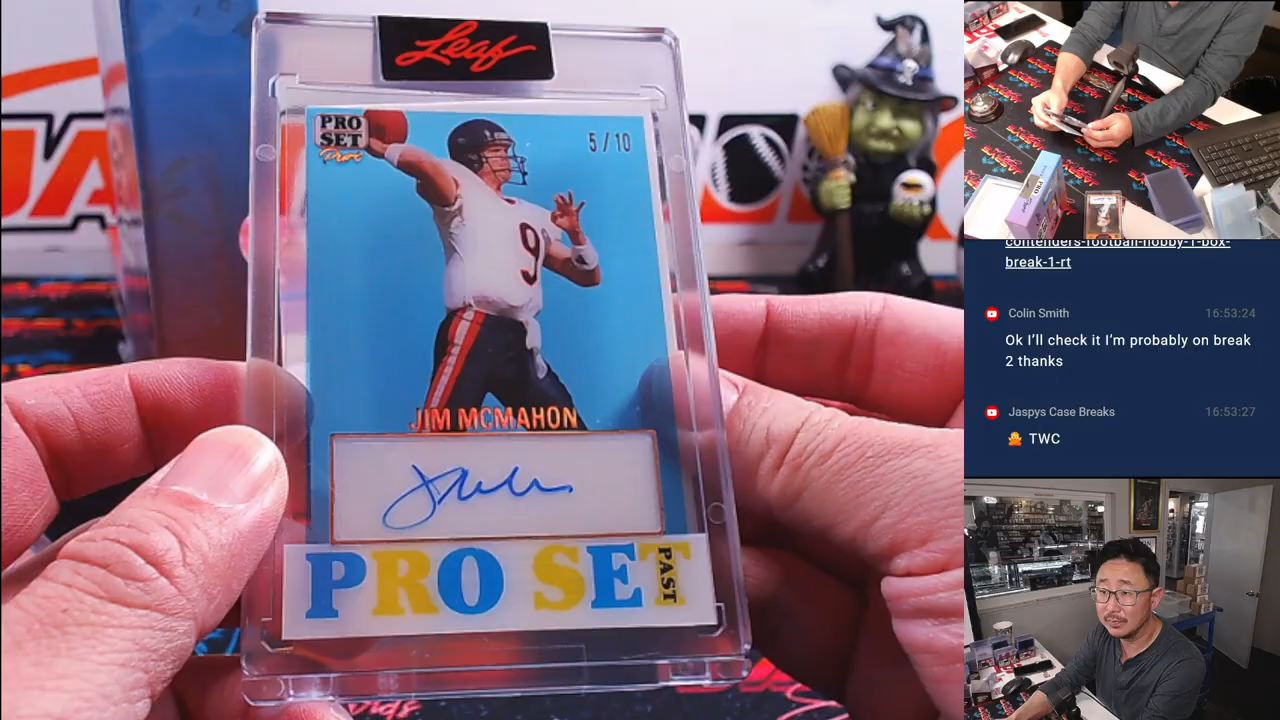 Leaf
PRO
SET
Pure
5/10
9
JIM MCMAHON
PRO SET
PAST
contenders-football-hobby-1-box-
break-1-rt
Colin Smith 16:53:24
Ok I'll check it I'm probably on break
2 thanks
Jaspys Case Breaks 16:53:27
TWC